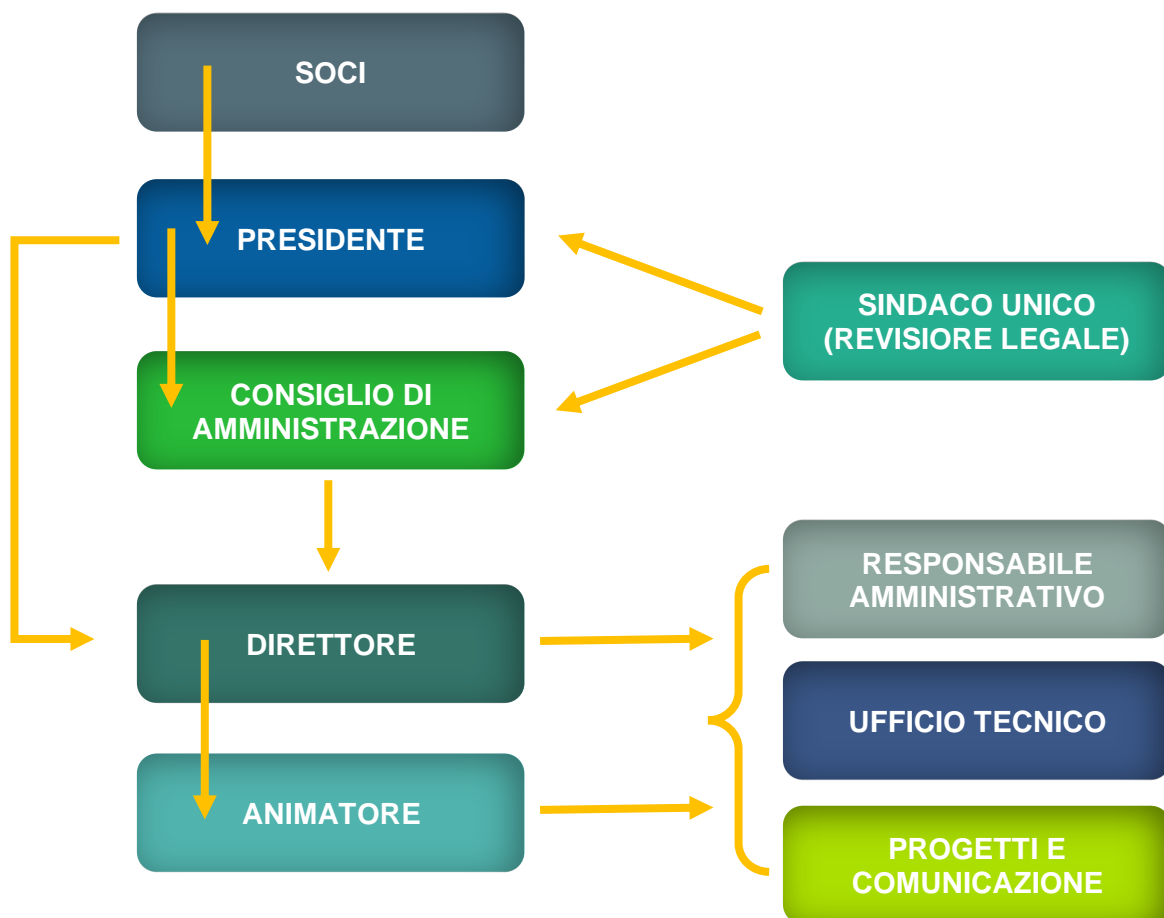 SOCI
PRESIDENTE
SINDACO UNICO
(REVISIORE LEGALE)
CONSIGLIO DI
AMMINISTRAZIONE
RESPONSABILE
AMMINISTRATIVO
DIRETTORE
UFFICIO TECNICO
ANIMATORE
PROGETTI E
COMUNICAZIONE